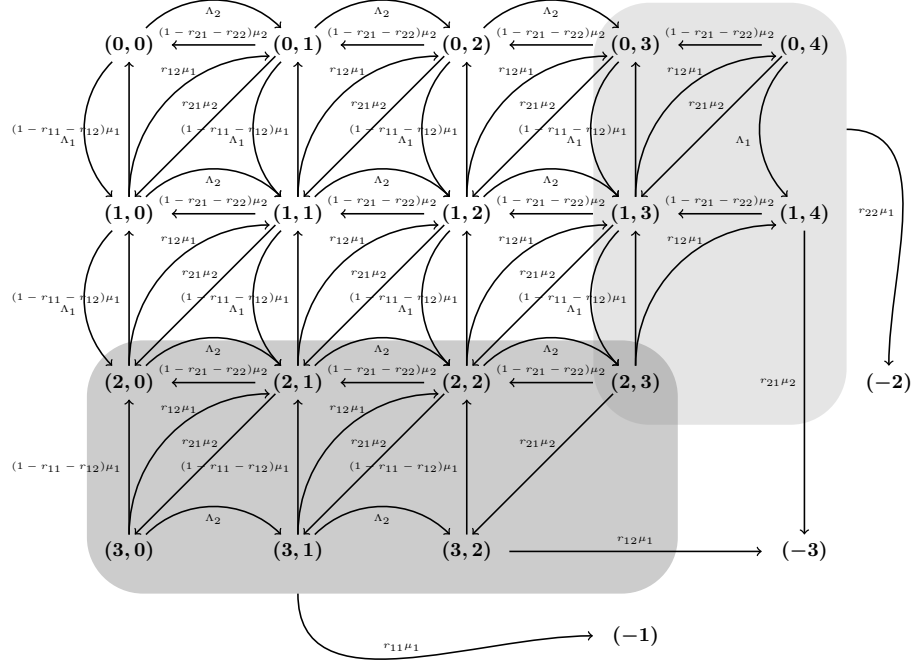 Λ₂ Λ₂ Λ₂
(1 − r₂₁ − r₂₂)μ₂ (1 − r₂₁ − r₂₂)μ₂ (1 − r₂₁ − r₂₂)μ₂ (1 − r₂₁ − r₂₂)μ₂
(0, 0) (0, 1) (0, 2) (0, 3) (0, 4)
r₁₂μ₁ r₁₂μ₁ r₁₂μ₁ r₁₂μ₁
r₂₁μ₂ r₂₁μ₂ r₂₁μ₂ r₂₁μ₂
(1 − r₁₁ − r₁₂)μ₁ (1 − r₁₁ − r₁₂)μ₁ (1 − r₁₁ − r₁₂)μ₁ (1 − r₁₁ − r₁₂)μ₁
Λ₁ Λ₁ Λ₁ Λ₁ Λ₁
Λ₂ Λ₂ Λ₂
(1 − r₂₁ − r₂₂)μ₂ (1 − r₂₁ − r₂₂)μ₂ (1 − r₂₁ − r₂₂)μ₂ (1 − r₂₁ − r₂₂)μ₂
r₂₂μ₁
(1, 0) (1, 1) (1, 2) (1, 3) (1, 4)
r₁₂μ₁ r₁₂μ₁ r₁₂μ₁ r₁₂μ₁
r₂₁μ₂ r₂₁μ₂ r₂₁μ₂
(1 − r₁₁ − r₁₂)μ₁ (1 − r₁₁ − r₁₂)μ₁ (1 − r₁₁ − r₁₂)μ₁ (1 − r₁₁ − r₁₂)μ₁
Λ₁ Λ₁ Λ₁ Λ₁
Λ₂ Λ₂ Λ₂
(1 − r₂₁ − r₂₂)μ₂ (1 − r₂₁ − r₂₂)μ₂ (1 − r₂₁ − r₂₂)μ₂
(2, 0) (2, 1) (2, 2) (2, 3) r₂₁μ₂ (−2)
r₁₂μ₁ r₁₂μ₁
r₂₁μ₂ r₂₁μ₂ r₂₁μ₂
(1 − r₁₁ − r₁₂)μ₁ (1 − r₁₁ − r₁₂)μ₁ (1 − r₁₁ − r₁₂)μ₁
Λ₂ Λ₂
r₁₂μ₁
(3, 0) (3, 1) (3, 2) (−3)
(−1)
r₁₁μ₁